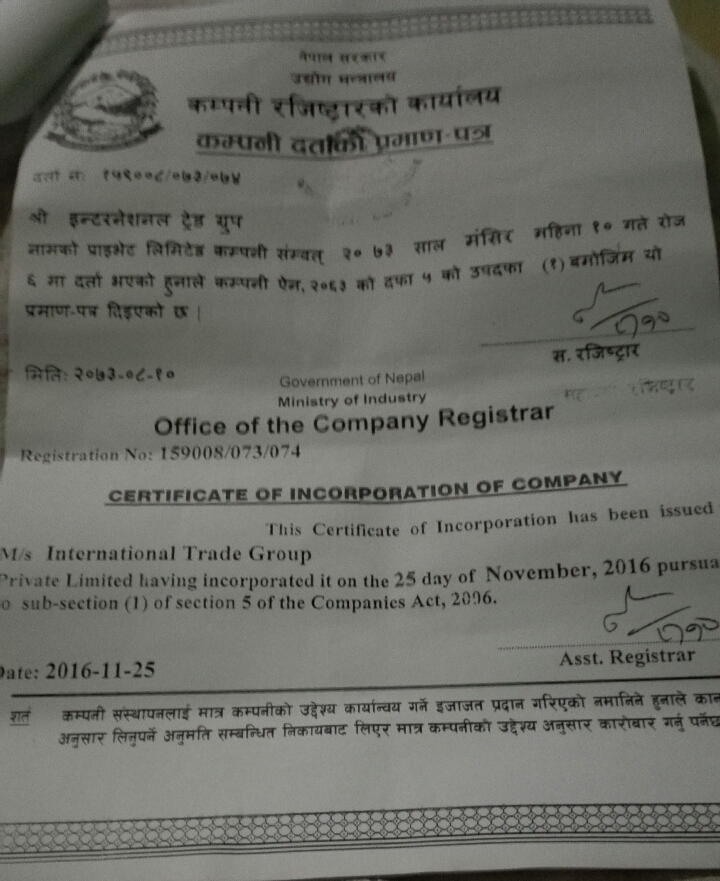 नेपाल सरकार
उद्योग मन्त्रालय
कम्पनी रजिष्ट्रारको कार्यालय
कम्पनी दर्ताको प्रमाण-पत्र
दर्ता नं: १५९००८/०७३/०७४
श्री इन्टरनेशनल ट्रेड ग्रुप
नामको प्राइभेट लिमिटेड कम्पनी सम्वत् २०७३ साल मंसिर महिना १० गते रोज
६ मा दर्ता भएको हुनाले कम्पनी ऐन, २०६३ को दफा ५ को उपदफा (१) बमोजिम यो
प्रमाण-पत्र दिइएको छ |
स. रजिष्ट्रार
मिति: २०७३-०८-१०
रजिष्ट्रार
Government of Nepal
Ministry of Industry
Office of the Company Registrar
Registration No: 159008/073/074
CERTIFICATE OF INCORPORATION OF COMPANY
This Certificate of Incorporation has been issued
M/s International Trade Group
Private Limited having incorporated it on the 25 day of November, 2016 pursua
o sub-section (1) of section 5 of the Companies Act, 2006.
Asst. Registrar
Date: 2016-11-25
शर्त कम्पनी संस्थापनलाई मात्र कम्पनीको उद्देश्य कार्यान्वय गर्ने इजाजत प्रदान गरिएको नमानिने हुनाले कान
अनुसार लिनुपर्ने अनुमति सम्बन्धित निकायबाट लिएर मात्र कम्पनीको उद्देश्य अनुसार कारोबार गर्नु पर्नेछ